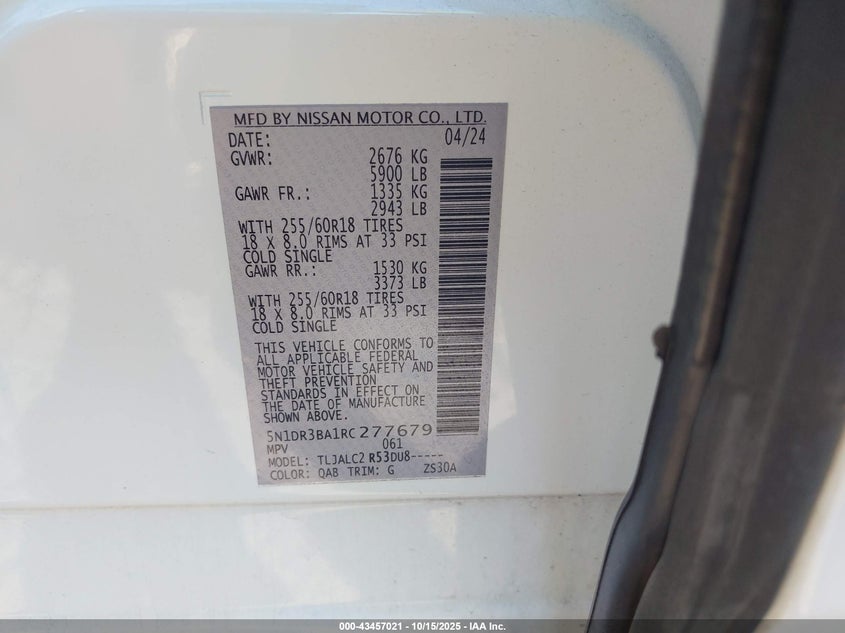 MFD BY NISSAN MOTOR CO., LTD.
DATE: 04/24
GVWR: 2676 KG
5900 LB
GAWR FR.: 1335 KG
2943 LB
WITH 255/60R18 TIRES
18 X 8.0 RIMS AT 33 PSI
COLD SINGLE
GAWR RR.: 1530 KG
3373 LB
WITH 255/60R18 TIRES
18 X 8.0 RIMS AT 33 PSI
COLD SINGLE
THIS VEHICLE CONFORMS TO
ALL APPLICABLE FEDERAL
MOTOR VEHICLE SAFETY AND
THEFT PREVENTION
STANDARDS IN EFFECT ON
THE DATE OF MANUFACTURE
SHOWN ABOVE.
5N1DR3BA1RC277679
MPV 061
MODEL: TLJALC2 R53DU8-----
COLOR: QAB TRIM: G ZS30A
000-43457021 - 10/15/2025 - IAA Inc.